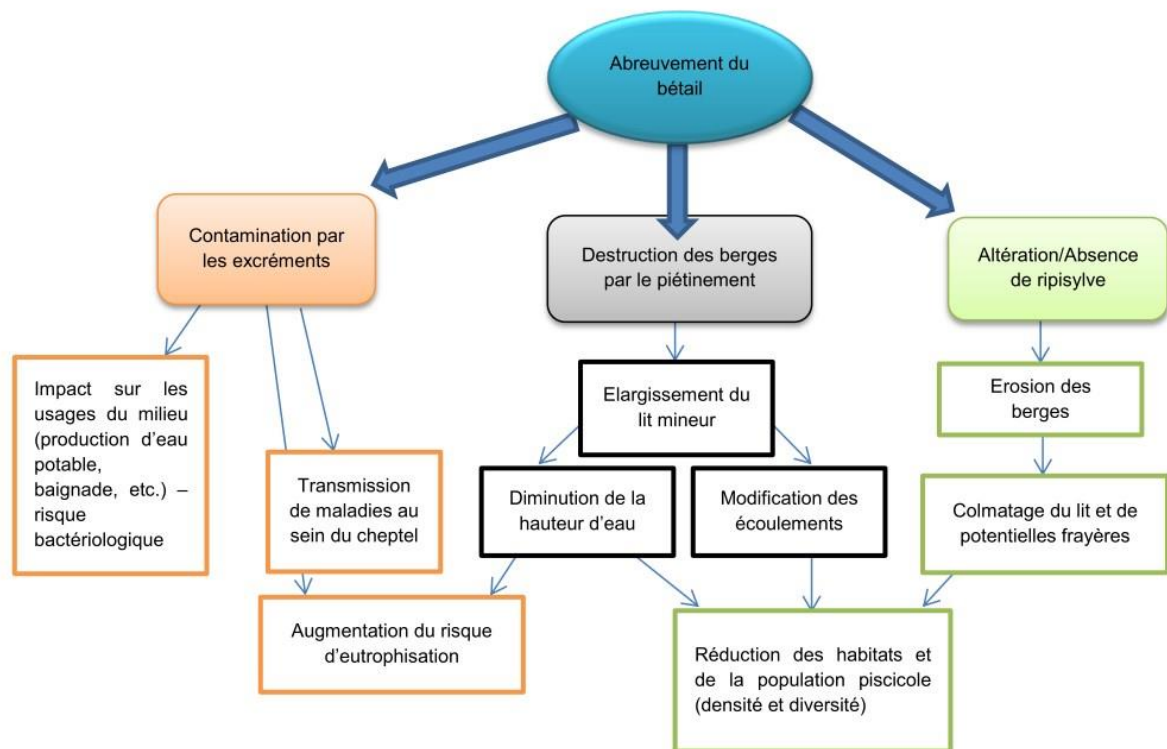 Abreuvement du
bétail
Contamination par
les excréments
Destruction des berges
par le piétinement
Altération/Absence
de ripisylve
Impact sur les
usages du milieu
(production d'eau
potable,
baignade, etc.) –
risque
bactériologique
Elargissement du
lit mineur
Erosion des
berges
Transmission
de maladies au
sein du cheptel
Diminution de la
hauteur d'eau
Modification des
écoulements
Colmatage du lit et de
potentielles frayères
Augmentation du risque
d'eutrophisation
Réduction des habitats et
de la population piscicole
(densité et diversité)